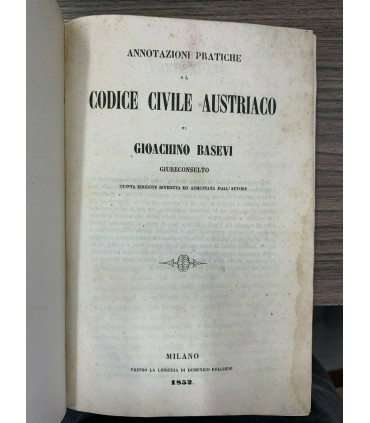 ANNOTAZIONI PRATICHE
AL
CODICE CIVILE AUSTRIACO
DI
GIOACHINO BASEVI
GIURECONSULTO
QUINTA EDIZIONE RIVEDUTA ED AUMENTATA DALL'AUTORE
MILANO
PRESSO LA LIBRERIA DI DOMENICO
1852